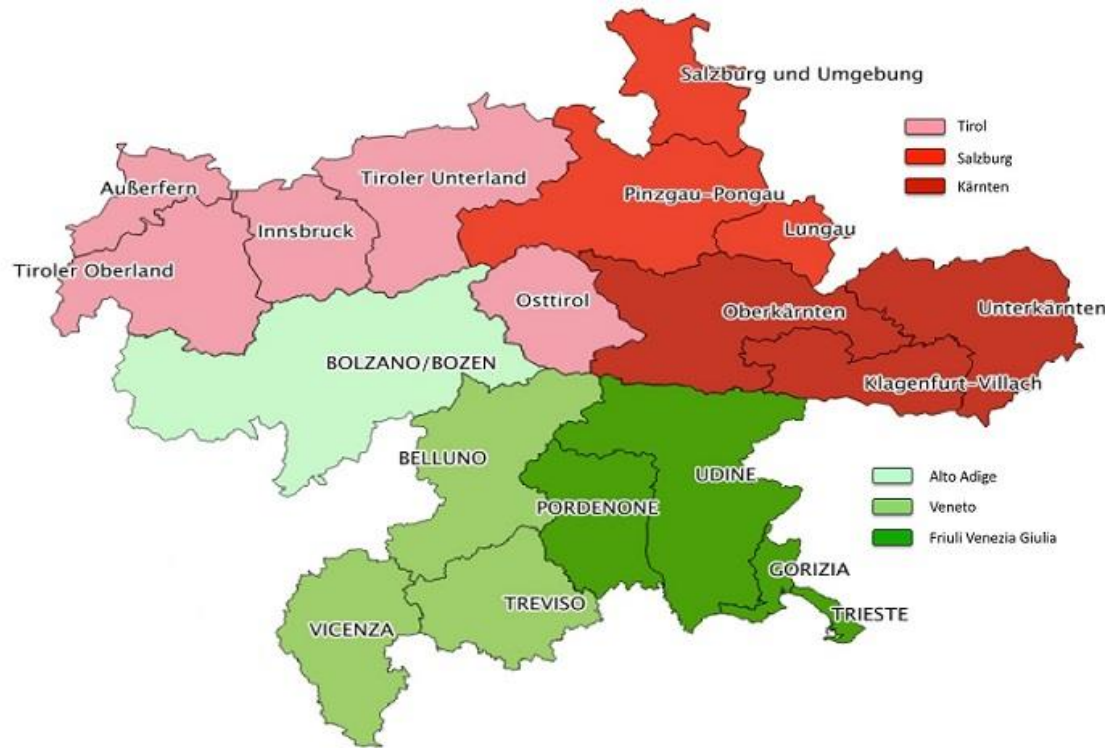 Salzburg und Umgebung
Tirol
Salzburg
Kärnten
Außerfern
Tiroler Unterland
Pinzgau-Pongau
Innsbruck
Lungau
Tiroler Oberland
Osttirol
Oberkärnten
Unterkärnten
BOLZANO/BOZEN
Klagenfurt-Villach
BELLUNO
UDINE
Alto Adige
Veneto
Friuli Venezia Giulia
PORDENONE
GORIZIA
TREVISO
TRIESTE
VICENZA